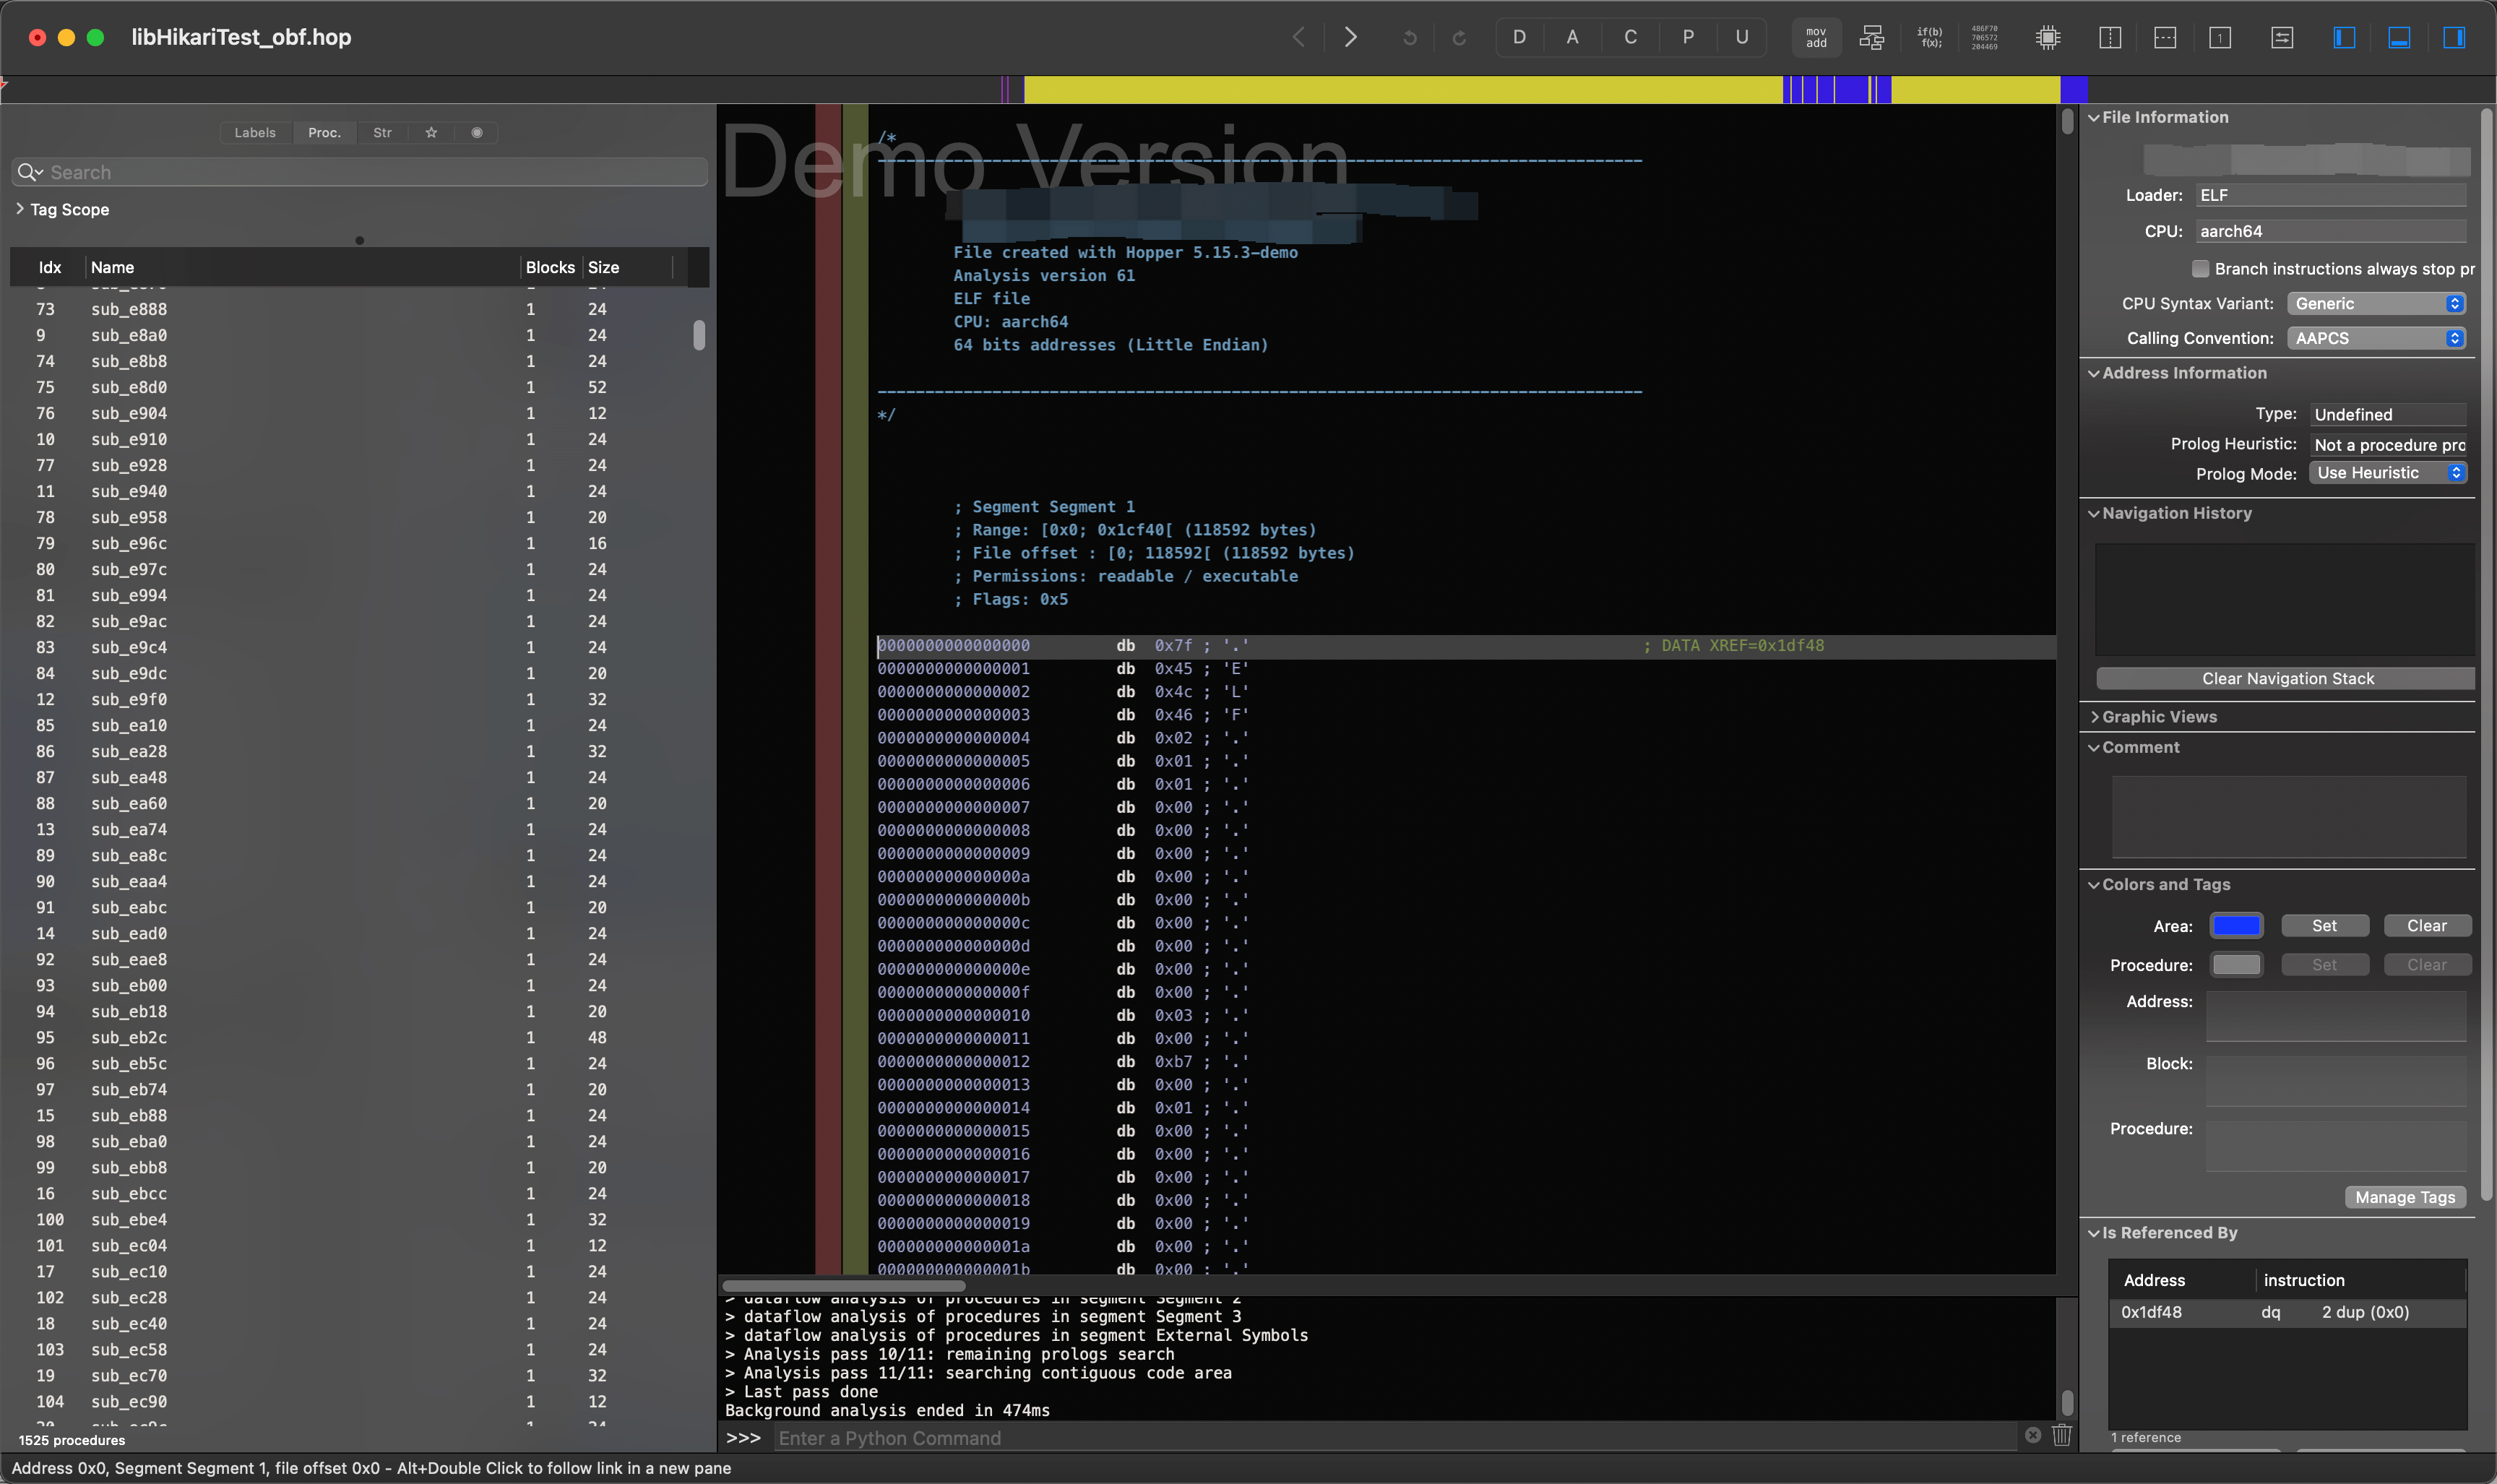 libHikariTest_obf.hop
D A C P U
mov add
if(b) f(x);
486F70 706572 204469
1
Labels Proc. Str
Search
Tag Scope
Idx Name Blocks Size
73 sub_e888 1 24
9 sub_e8a0 1 24
74 sub_e8b8 1 24
75 sub_e8d0 1 52
76 sub_e904 1 12
10 sub_e910 1 24
77 sub_e928 1 24
11 sub_e940 1 24
78 sub_e958 1 20
79 sub_e96c 1 16
80 sub_e97c 1 24
81 sub_e994 1 24
82 sub_e9ac 1 24
83 sub_e9c4 1 24
84 sub_e9dc 1 20
12 sub_e9f0 1 32
85 sub_ea10 1 24
86 sub_ea28 1 32
87 sub_ea48 1 24
88 sub_ea60 1 20
13 sub_ea74 1 24
89 sub_ea8c 1 24
90 sub_eaa4 1 24
91 sub_eabc 1 20
14 sub_ead0 1 24
92 sub_eae8 1 24
93 sub_eb00 1 24
94 sub_eb18 1 20
95 sub_eb2c 1 48
96 sub_eb5c 1 24
97 sub_eb74 1 20
15 sub_eb88 1 24
98 sub_eba0 1 24
99 sub_ebb8 1 20
16 sub_ebcc 1 24
100 sub_ebe4 1 32
101 sub_ec04 1 12
17 sub_ec10 1 24
102 sub_ec28 1 24
18 sub_ec40 1 24
103 sub_ec58 1 24
19 sub_ec70 1 32
104 sub_ec90 1 12
1525 procedures
Demo Version
/*
File created with Hopper 5.15.3-demo
Analysis version 61
ELF file
CPU: aarch64
64 bits addresses (Little Endian)
*/
; Segment Segment 1
; Range: [0x0; 0x1cf40[ (118592 bytes)
; File offset : [0; 118592[ (118592 bytes)
; Permissions: readable / executable
; Flags: 0x5
0000000000000000 db 0x7f ; '.' ; DATA XREF=0x1df48
0000000000000001 db 0x45 ; 'E'
0000000000000002 db 0x4c ; 'L'
0000000000000003 db 0x46 ; 'F'
0000000000000004 db 0x02 ; '.'
0000000000000005 db 0x01 ; '.'
0000000000000006 db 0x01 ; '.'
0000000000000007 db 0x00 ; '.'
0000000000000008 db 0x00 ; '.'
0000000000000009 db 0x00 ; '.'
000000000000000a db 0x00 ; '.'
000000000000000b db 0x00 ; '.'
000000000000000c db 0x00 ; '.'
000000000000000d db 0x00 ; '.'
000000000000000e db 0x00 ; '.'
000000000000000f db 0x00 ; '.'
0000000000000010 db 0x03 ; '.'
0000000000000011 db 0x00 ; '.'
0000000000000012 db 0xb7 ; '.'
0000000000000013 db 0x00 ; '.'
0000000000000014 db 0x01 ; '.'
0000000000000015 db 0x00 ; '.'
0000000000000016 db 0x00 ; '.'
0000000000000017 db 0x00 ; '.'
0000000000000018 db 0x00 ; '.'
0000000000000019 db 0x00 ; '.'
000000000000001a db 0x00 ; '.'
000000000000001b db 0x00 ; '.'
> dataflow analysis of procedures in segment Segment 2
> dataflow analysis of procedures in segment Segment 3
> dataflow analysis of procedures in segment External Symbols
> Analysis pass 10/11: remaining prologs search
> Analysis pass 11/11: searching contiguous code area
> Last pass done
Background analysis ended in 474ms
>>> Enter a Python Command
File Information
Loader: ELF
CPU: aarch64
Branch instructions always stop pr
CPU Syntax Variant: Generic
Calling Convention: AAPCS
Address Information
Type: Undefined
Prolog Heuristic: Not a procedure pro
Prolog Mode: Use Heuristic
Navigation History
Clear Navigation Stack
Graphic Views
Comment
Colors and Tags
Area: Set Clear
Procedure: Set Clear
Address:
Block:
Procedure:
Manage Tags
Is Referenced By
Address instruction
0x1df48 dq 2 dup (0x0)
1 reference
Address 0x0, Segment Segment 1, file offset 0x0 - Alt+Double Click to follow link in a new pane